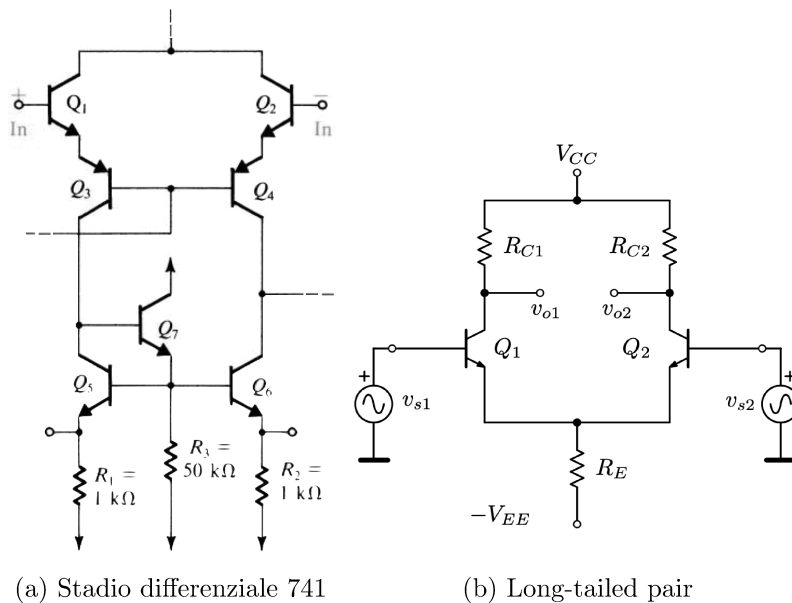 +
In
Q1
Q2
−
In
Q3
Q4
Q7
Q5
Q6
R1 =
1 kΩ
R3 =
50 kΩ
R2 =
1 kΩ
(a) Stadio differenziale 741
VCC
RC1
RC2
vo1
vo2
Q1
Q2
+
vs1
vs2
+
RE
−VEE
(b) Long-tailed pair